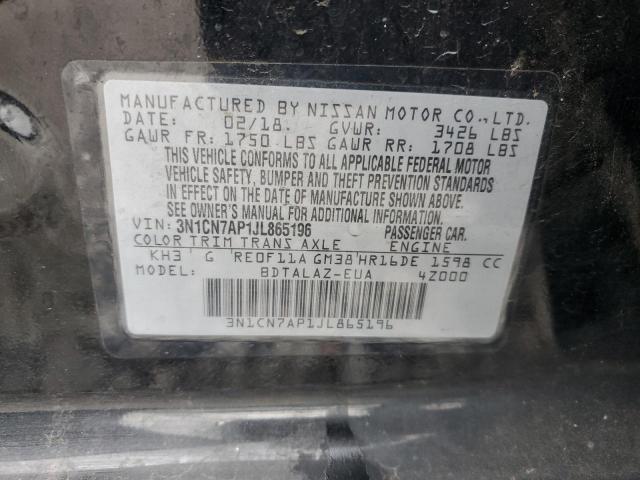 MANUFACTURED BY NISSAN MOTOR CO.,LTD.
DATE: 02/18. GVWR: 3426 LBS
GAWR FR: 1750 LBS GAWR RR: 1708 LBS
THIS VEHICLE CONFORMS TO ALL APPLICABLE FEDERAL MOTOR
VEHICLE SAFETY, BUMPER AND THEFT PREVENTION STANDARDS
IN EFFECT ON THE DATE OF MANUFACTURE SHOWN ABOVE.
SEE OWNER'S MANUAL FOR ADDITIONAL INFORMATION.
VIN: 3N1CN7AP1JL865196 PASSENGER CAR.
COLOR TRIM TRANS AXLE ENGINE
KH3 G RE0F11A GM38 HR16DE 1598 CC
MODEL: BDTALAZ-EUA 4Z000
3N1CN7AP1JL865196